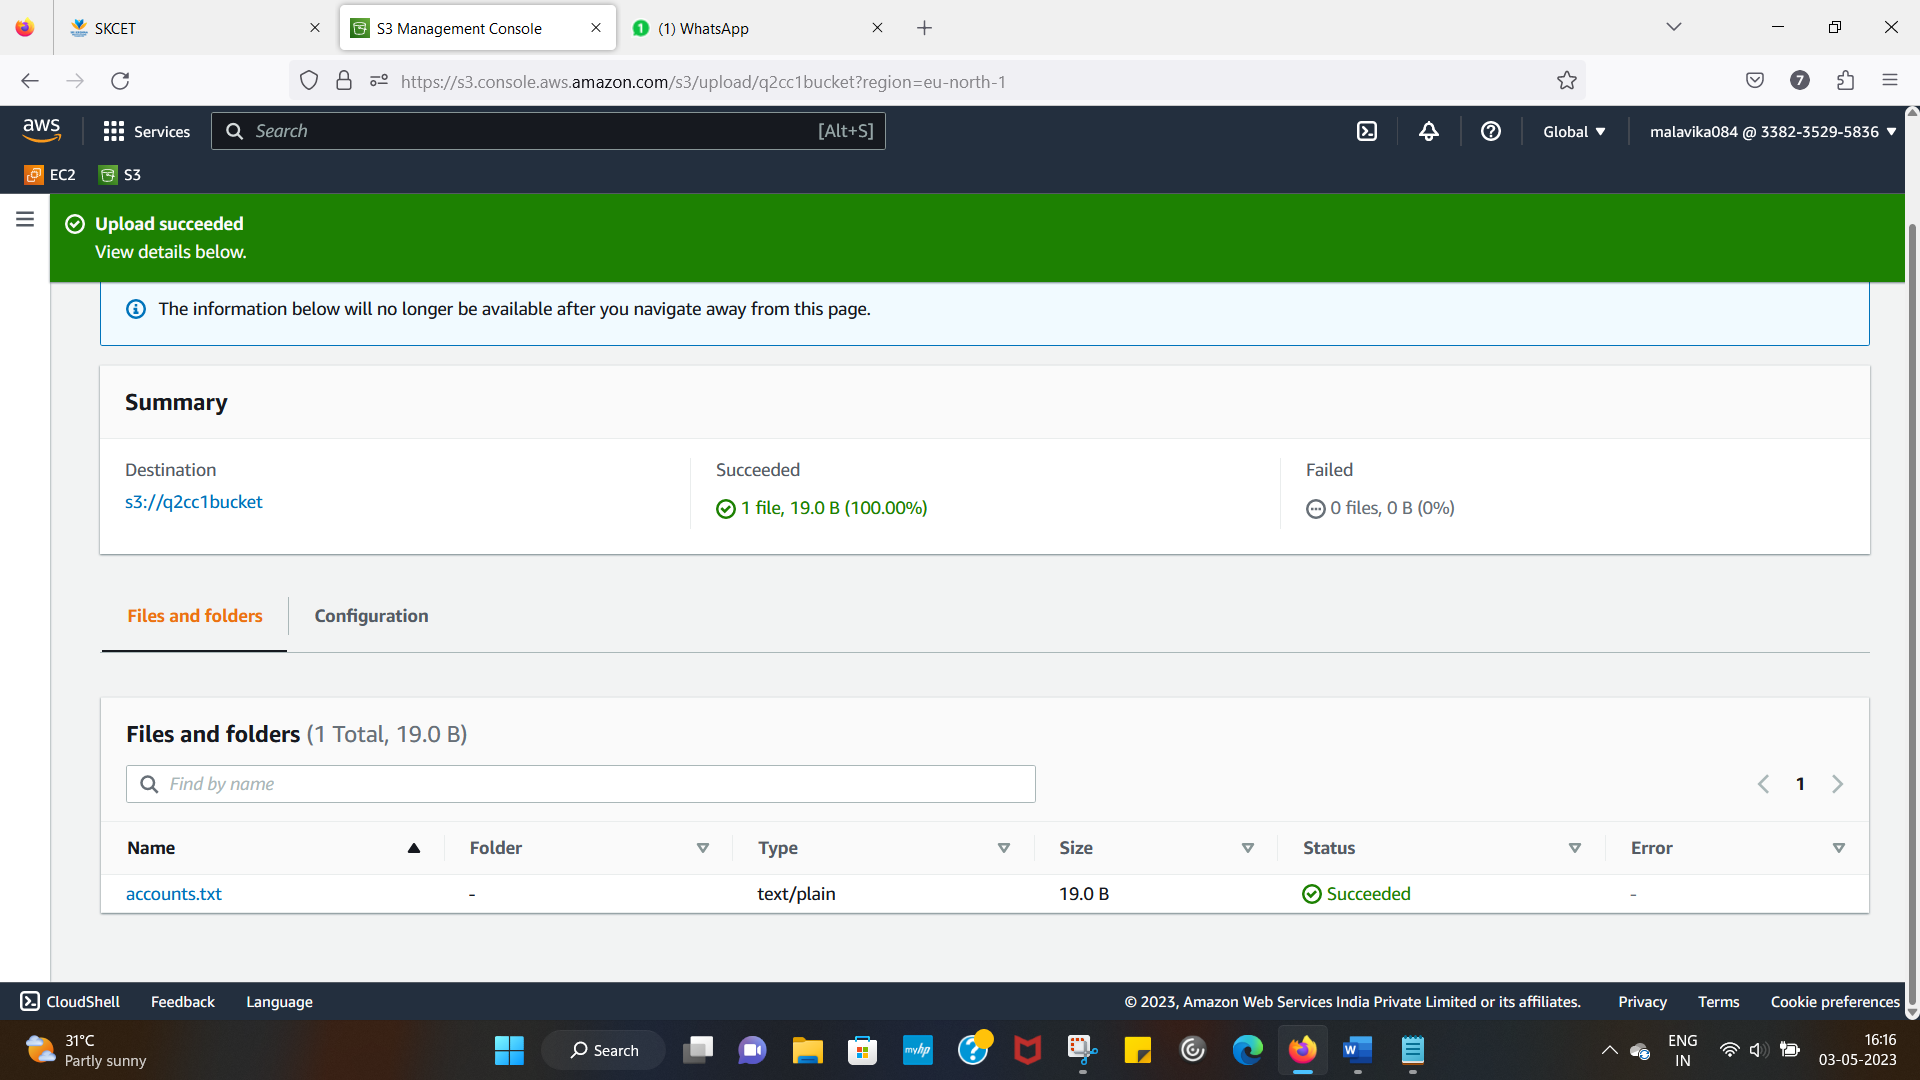 SKCET
S3 Management Console
(1) WhatsApp
https://s3.console.aws.amazon.com/s3/upload/q2cc1bucket?region=eu-north-1
7
aws
Services
Search
[Alt+S]
Global
malavika084 @ 3382-3529-5836
EC2
S3
Upload succeeded
View details below.
The information below will no longer be available after you navigate away from this page.
Summary
Destination
s3://q2cc1bucket
Succeeded
1 file, 19.0 B (100.00%)
Failed
0 files, 0 B (0%)
Files and folders
Configuration
Files and folders (1 Total, 19.0 B)
Find by name
1
Name Folder Type Size Status Error
accounts.txt - text/plain 19.0 B Succeeded -
CloudShell Feedback Language
© 2023, Amazon Web Services India Private Limited or its affiliates. Privacy Terms Cookie preferences
31°C
Partly sunny
Search
myhp
ENG
IN
16:16
03-05-2023